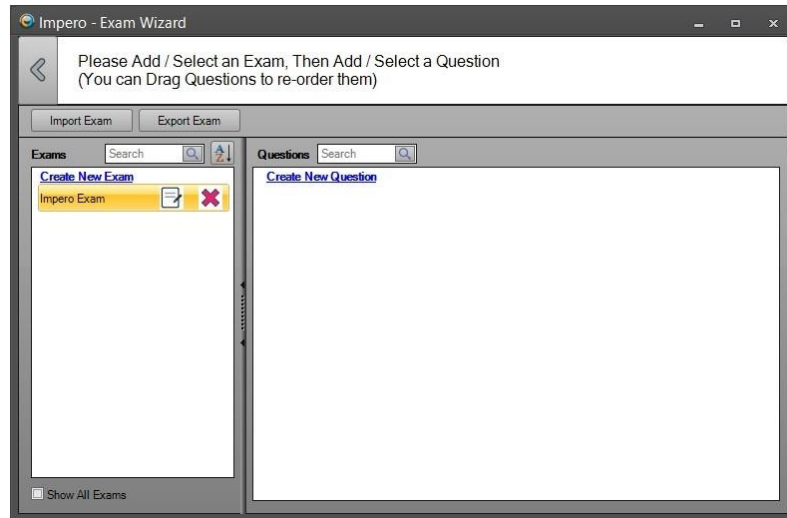 Impero - Exam Wizard
Please Add / Select an Exam, Then Add / Select a Question
(You can Drag Questions to re-order them)
Import Exam Export Exam
Exams Search Questions Search
Create New Exam Create New Question
Impero Exam
Show All Exams